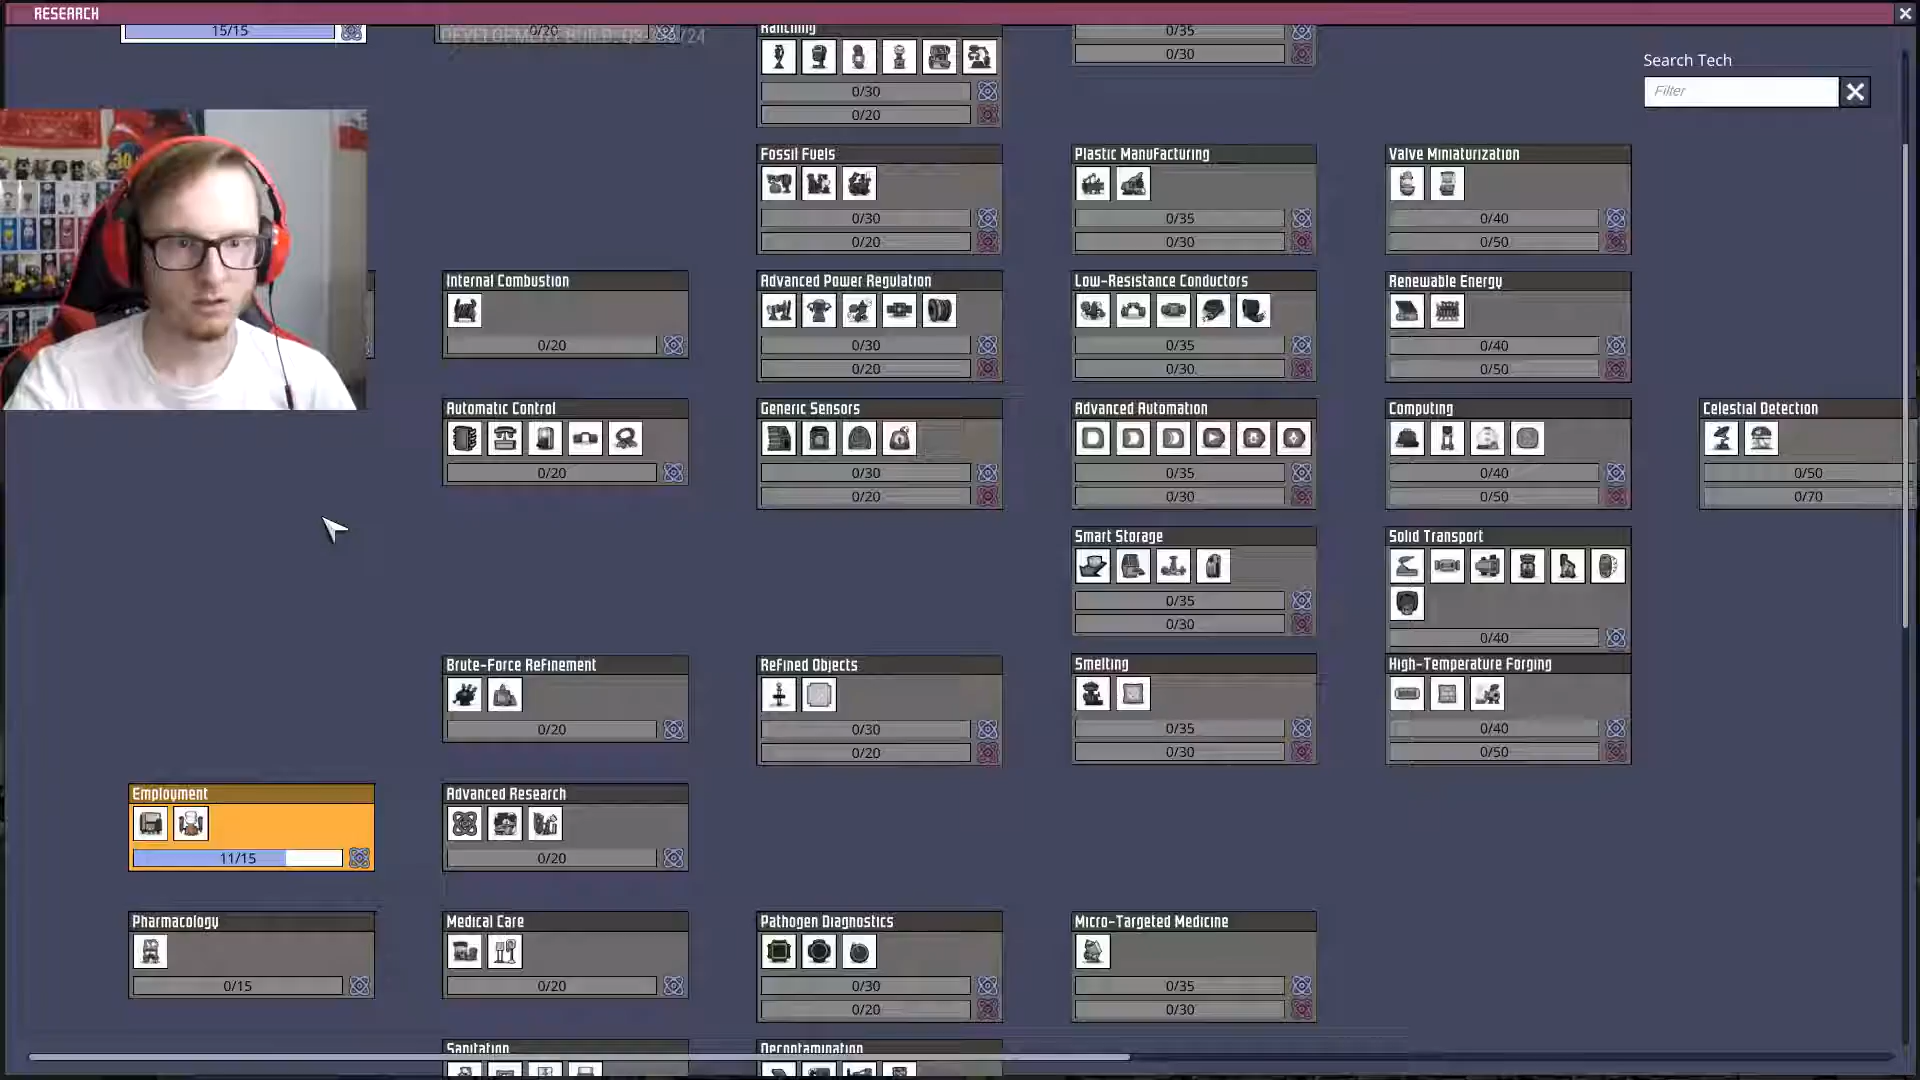 RESEARCH
15/15
0/20
DEVELOPMENT BUILD:
Ranching
0/35
0/30
Search Tech
Filter
0/30
0/20
Fossil Fuels
0/30
0/20
Plastic Manufacturing
0/35
0/30
Valve Miniaturization
0/40
0/50
Internal Combustion
0/20
Advanced Power Regulation
0/30
0/20
Low-Resistance Conductors
0/35
0/30
Renewable Energy
0/40
0/50
Automatic Control
0/20
Generic Sensors
0/30
0/20
Advanced Automation
0/35
0/30
Computing
0/40
0/50
Celestial Detection
0/50
0/70
Smart Storage
0/35
0/30
Solid Transport
0/40
Brute-Force Refinement
0/20
Refined Objects
0/30
0/20
Smelting
0/35
0/30
High-Temperature Forging
0/40
0/50
Employment
11/15
Advanced Research
0/20
Pharmacology
0/15
Medical Care
0/20
Pathogen Diagnostics
0/30
0/20
Micro-Targeted Medicine
0/35
0/30
Sanitation
Decontamination